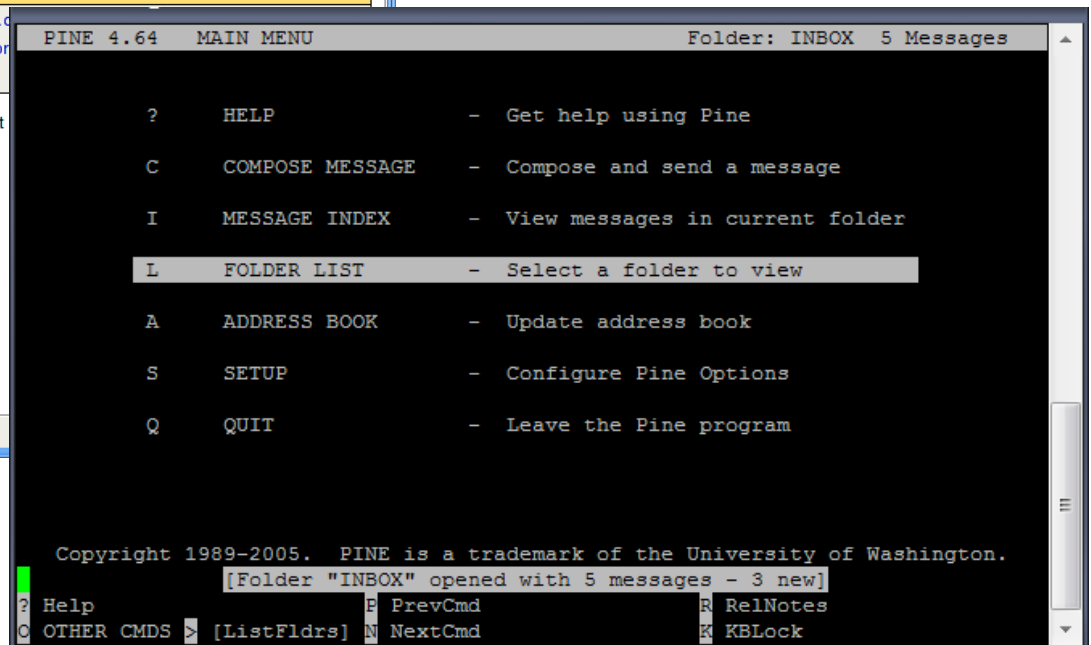 PINE 4.64 MAIN MENU Folder: INBOX 5 Messages
? HELP - Get help using Pine
C COMPOSE MESSAGE - Compose and send a message
I MESSAGE INDEX - View messages in current folder
L FOLDER LIST - Select a folder to view
A ADDRESS BOOK - Update address book
S SETUP - Configure Pine Options
Q QUIT - Leave the Pine program
Copyright 1989-2005. PINE is a trademark of the University of Washington.
[Folder "INBOX" opened with 5 messages - 3 new]
? Help P PrevCmd R RelNotes
O OTHER CMDS > [ListFldrs] N NextCmd K KBLock